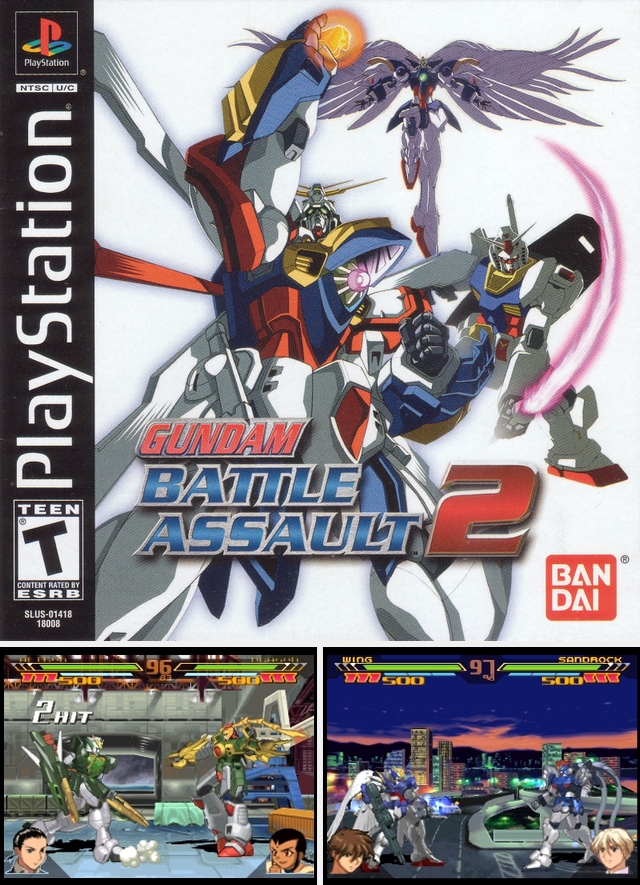 PlayStation
®
NTSC U/C
PlayStation®
GUNDAM
BATTLE
ASSAULT 2
™
TEEN
®
T
CONTENT RATED BY
ESRB
SLUS-01418
18008
BAN
DAI
®
96
500
500
2 HIT
WING
97
SANDROCK
500
500